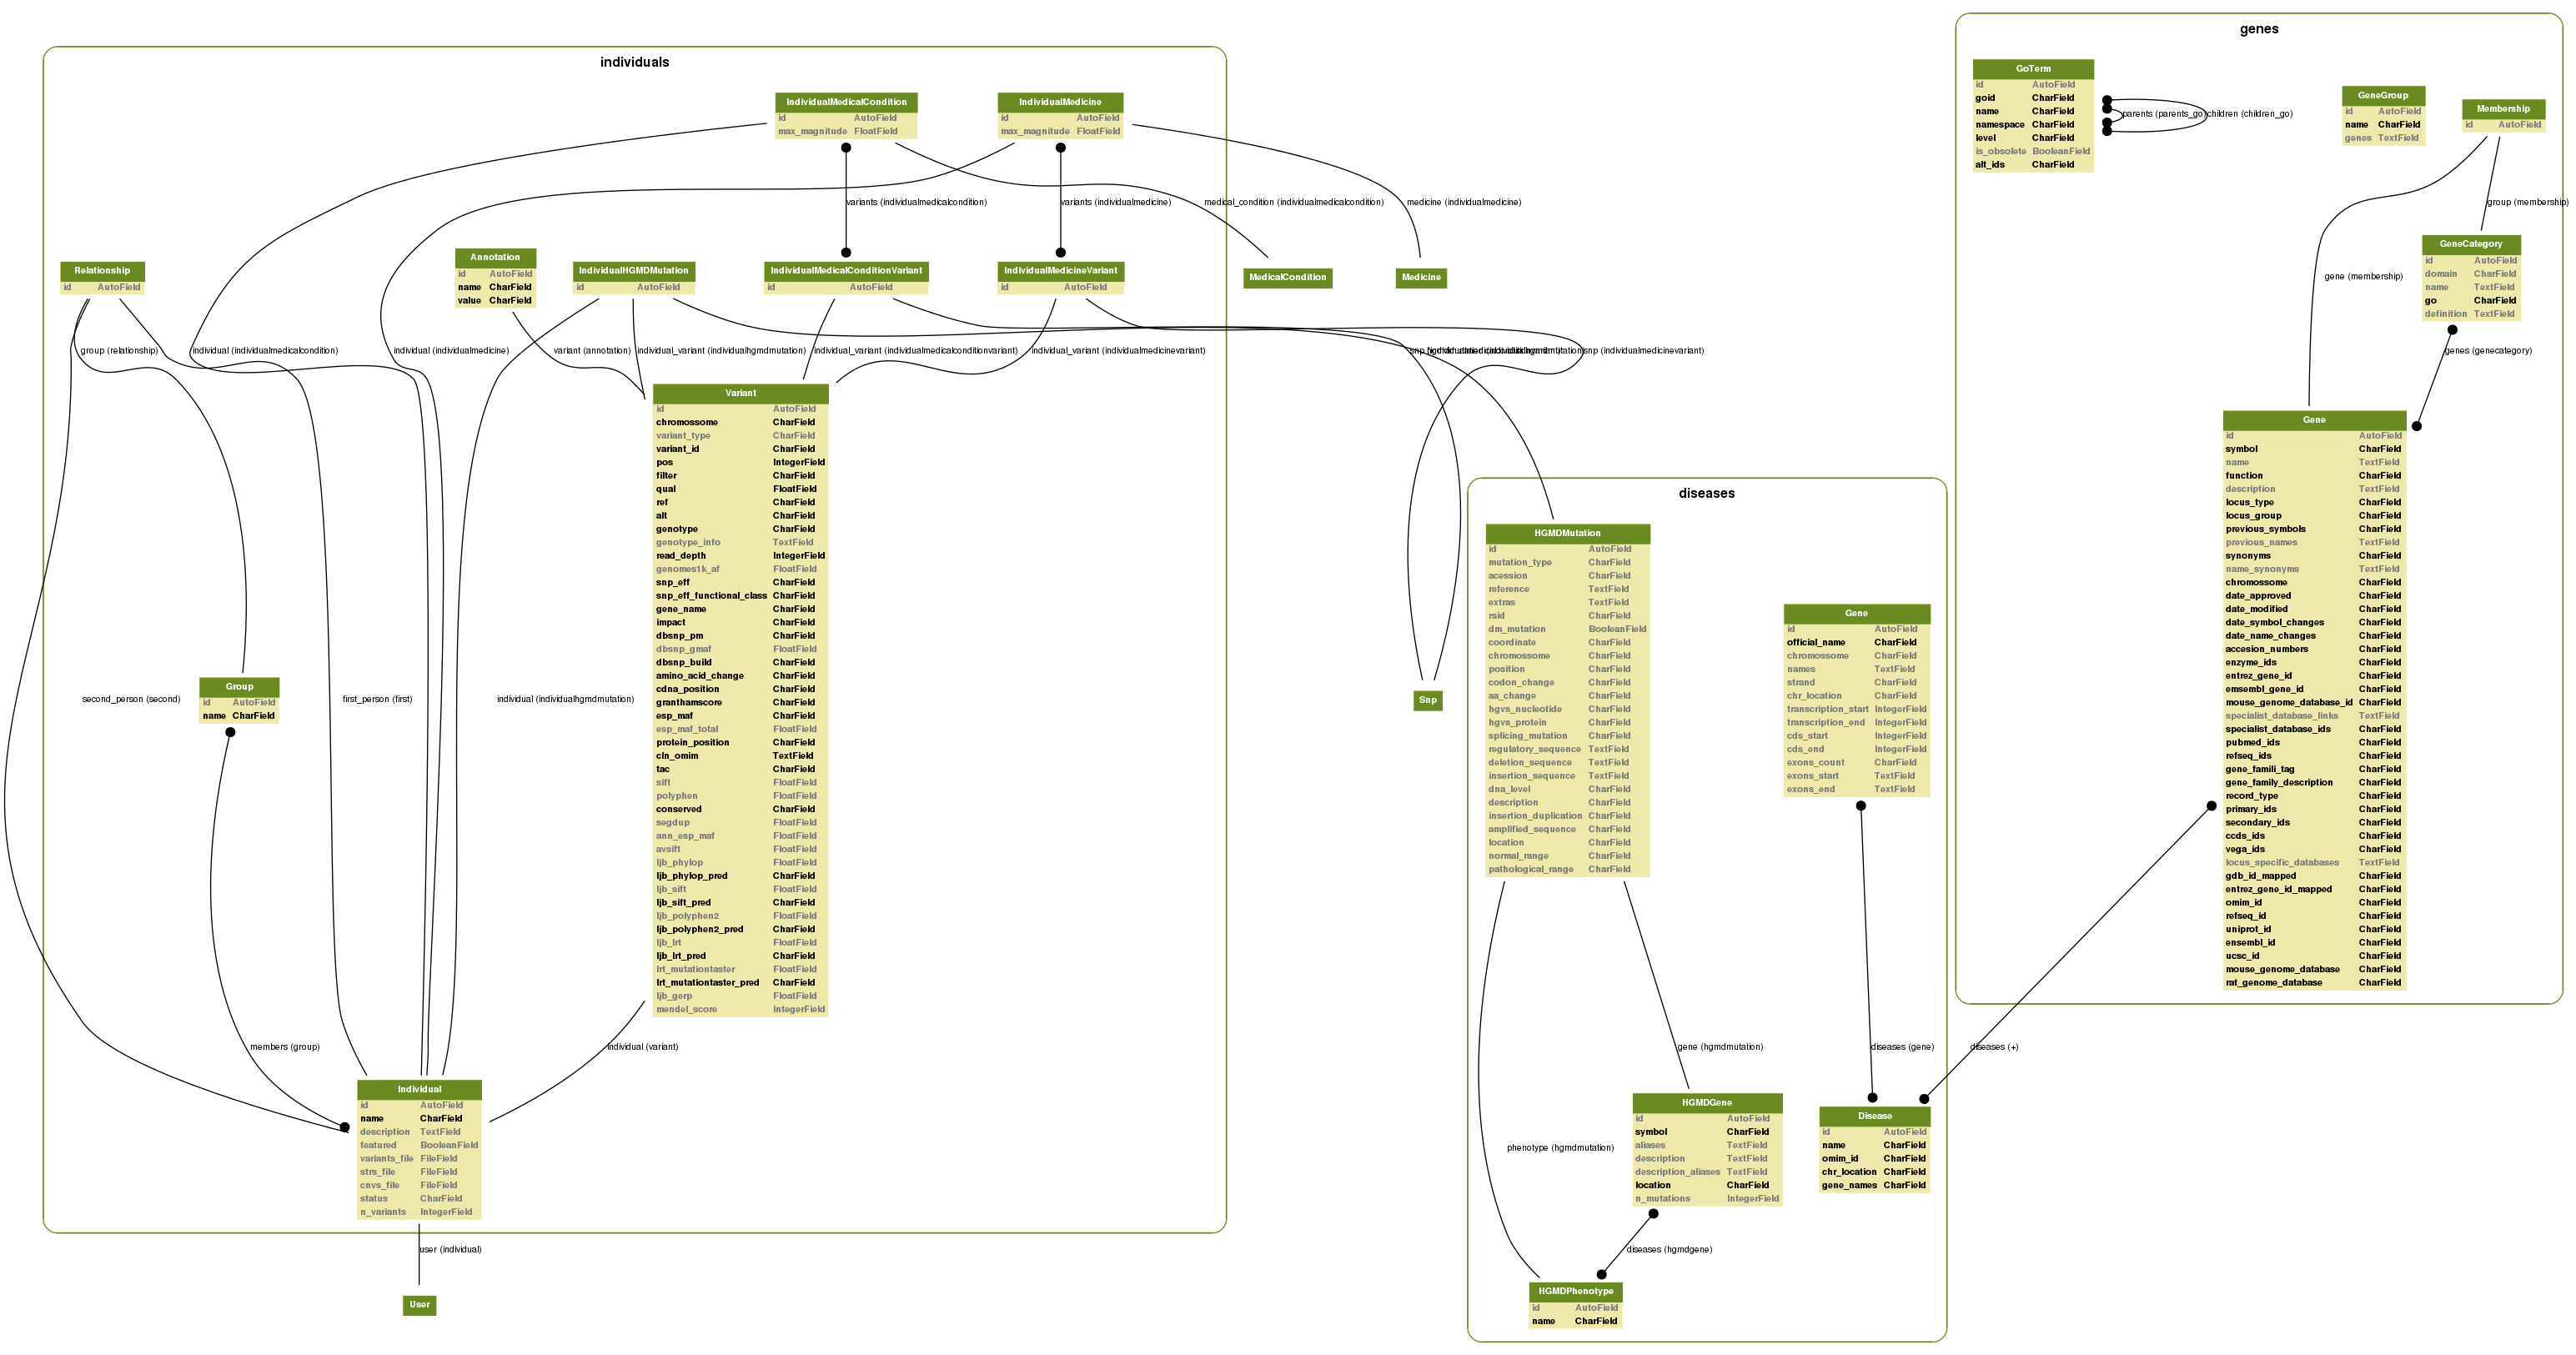 individuals
IndividualMedicalCondition
id AutoField
max_magnitude FloatField
IndividualMedicine
id AutoField
max_magnitude FloatField
variants (individualmedicalcondition)
variants (individualmedicine)
medical_condition (individualmedicalcondition)
medicine (individualmedicine)
Relationship
id AutoField
Annotation
id AutoField
name CharField
value CharField
IndividualHGMDMutation
id AutoField
IndividualMedicalConditionVariant
id AutoField
IndividualMedicineVariant
id AutoField
MedicalCondition
Medicine
group (relationship)
individual (individualmedicalcondition)
individual (individualmedicine)
variant (annotation)
individual_variant (individualhgmdmutation)
individual_variant (individualmedicalconditionvariant)
individual_variant (individualmedicinevariant)
snp (individualmedicinevariant)
Variant
id AutoField
chromossome CharField
variant_type CharField
variant_id CharField
pos IntegerField
filter CharField
qual FloatField
ref CharField
alt CharField
genotype CharField
genotype_info TextField
read_depth IntegerField
genomes1k_af FloatField
snp_eff CharField
snp_eff_functional_class CharField
gene_name CharField
impact CharField
dbsnp_pm CharField
dbsnp_gmaf FloatField
dbsnp_build CharField
amino_acid_change CharField
cdna_position CharField
granthamscore CharField
esp_maf CharField
esp_maf_total FloatField
protein_position CharField
cln_omim TextField
tac CharField
sift FloatField
polyphen FloatField
conserved CharField
segdup FloatField
ann_esp_maf FloatField
avsift FloatField
ljb_phylop FloatField
ljb_phylop_pred CharField
ljb_sift FloatField
ljb_sift_pred CharField
ljb_polyphen2 FloatField
ljb_polyphen2_pred CharField
ljb_lrt FloatField
ljb_lrt_pred CharField
lrt_mutationtaster FloatField
lrt_mutationtaster_pred CharField
ljb_gerp FloatField
mendel_score IntegerField
second_person (second)
Group
id AutoField
name CharField
first_person (first)
individual (individualhgmdmutation)
members (group)
individual (variant)
Individual
id AutoField
name CharField
description TextField
featured BooleanField
variants_file FileField
strs_file FileField
cnvs_file FileField
status CharField
n_variants IntegerField
user (individual)
User
Snp
diseases
HGMDMutation
id AutoField
mutation_type CharField
acession CharField
reference TextField
extras TextField
rsid CharField
dm_mutation BooleanField
coordinate CharField
chromossome CharField
position CharField
codon_change CharField
aa_change CharField
hgvs_nucleotide CharField
hgvs_protein CharField
splicing_mutation CharField
regulatory_sequence TextField
deletion_sequence TextField
insertion_sequence TextField
dna_level CharField
description CharField
insertion_duplication CharField
amplified_sequence CharField
location CharField
normal_range CharField
pathological_range CharField
Gene
id AutoField
official_name CharField
chromossome CharField
names TextField
strand CharField
chr_location CharField
transcription_start IntegerField
transcription_end IntegerField
cds_start IntegerField
cds_end IntegerField
exons_count CharField
exons_start TextField
exons_end TextField
gene (hgmdmutation)
diseases (gene)
diseases (+)
phenotype (hgmdmutation)
HGMDGene
id AutoField
symbol CharField
aliases TextField
description TextField
description_aliases TextField
location CharField
n_mutations IntegerField
Disease
id AutoField
name CharField
omim_id CharField
chr_location CharField
gene_names CharField
diseases (hgmdgene)
HGMDPhenotype
id AutoField
name CharField
genes
GoTerm
id AutoField
goid CharField
name CharField
namespace CharField
level CharField
is_obsolete BooleanField
alt_ids CharField
parents (parents_go)
children (children_go)
GeneGroup
id AutoField
name CharField
genes TextField
Membership
id AutoField
group (membership)
gene (membership)
GeneCategory
id AutoField
domain CharField
name TextField
go CharField
definition TextField
genes (genecategory)
Gene
id AutoField
symbol CharField
name TextField
function CharField
description TextField
locus_type CharField
locus_group CharField
previous_symbols CharField
previous_names TextField
synonyms CharField
name_synonyms TextField
chromossome CharField
date_approved CharField
date_modified CharField
date_symbol_changes CharField
date_name_changes CharField
accesion_numbers CharField
enzyme_ids CharField
entrez_gene_id CharField
emsembl_gene_id CharField
mouse_genome_database_id CharField
specialist_database_links TextField
specialist_database_ids CharField
pubmed_ids CharField
refseq_ids CharField
gene_famili_tag CharField
gene_family_description CharField
record_type CharField
primary_ids CharField
secondary_ids CharField
ccds_ids CharField
vega_ids CharField
locus_specific_databases TextField
gdb_id_mapped CharField
entrez_gene_id_mapped CharField
omim_id CharField
refseq_id CharField
uniprot_id CharField
ensembl_id CharField
ucsc_id CharField
mouse_genome_database CharField
rat_genome_database CharField